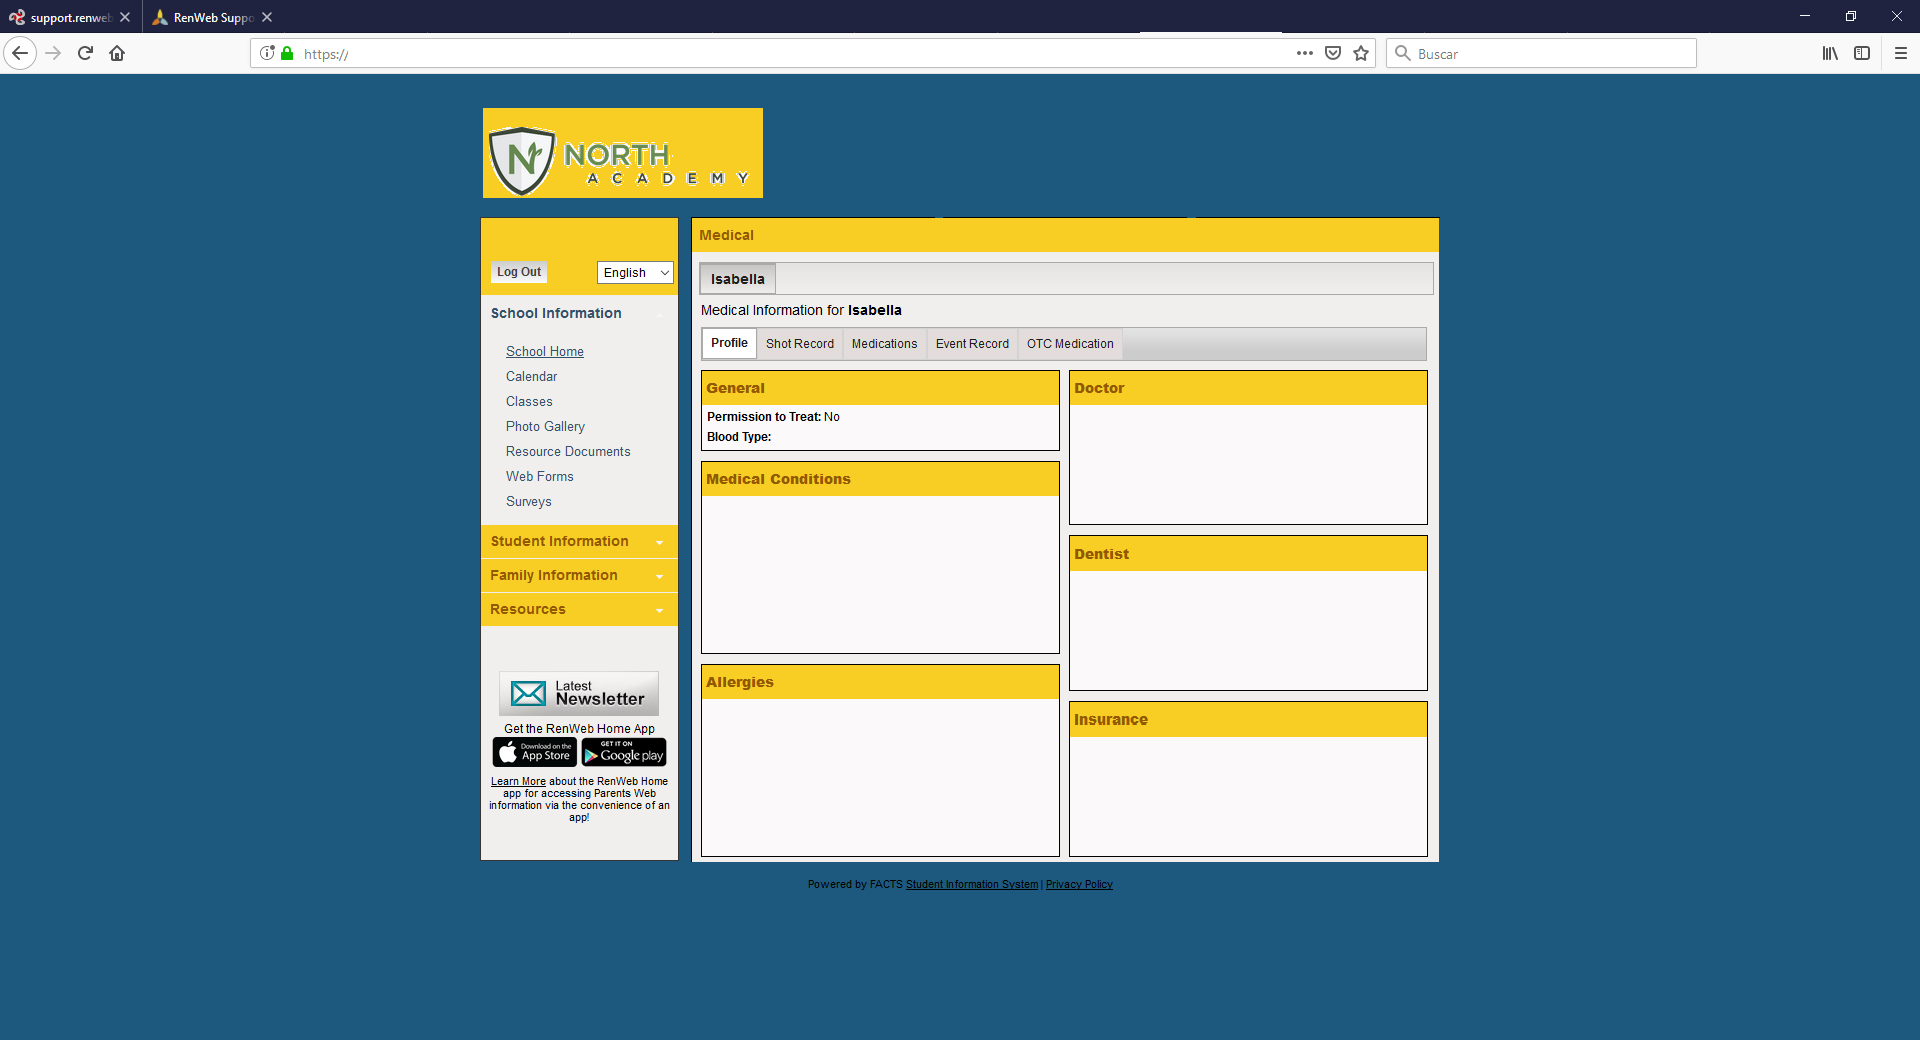 support.renweb
RenWeb Suppo
https://
Buscar
NORTH
ACADEMY
Log Out
English
School Information
School Home
Calendar
Classes
Photo Gallery
Resource Documents
Web Forms
Surveys
Student Information
Family Information
Resources
Latest
Newsletter
Get the RenWeb Home App
Download on the
App Store
GET IT ON
Google play
Learn More about the RenWeb Home
app for accessing Parents Web
information via the convenience of an
app!
Medical
Isabella
Medical Information for Isabella
Profile Shot Record Medications Event Record OTC Medication
General
Permission to Treat: No
Blood Type:
Medical Conditions
Allergies
Doctor
Dentist
Insurance
Powered by FACTS Student Information System | Privacy Policy